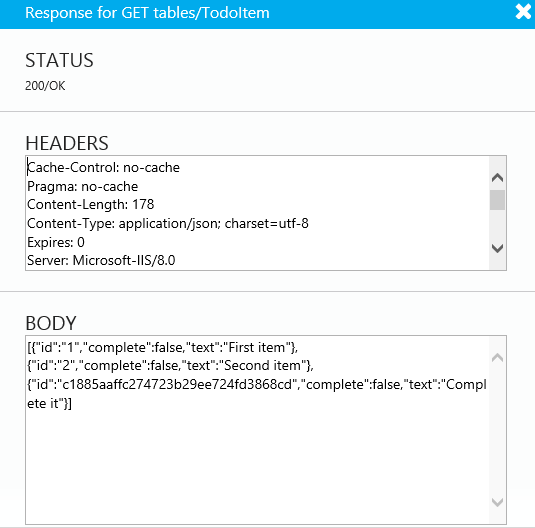 Response for GET tables/TodoItem
STATUS
200/OK
HEADERS
Cache-Control: no-cache
Pragma: no-cache
Content-Length: 178
Content-Type: application/json; charset=utf-8
Expires: 0
Server: Microsoft-IIS/8.0
BODY
[{"id":"1","complete":false,"text":"First item"},
{"id":"2","complete":false,"text":"Second item"},
{"id":"c1885aaffc274723b29ee724fd3868cd","complete":false,"text":"Compl
ete it"}]